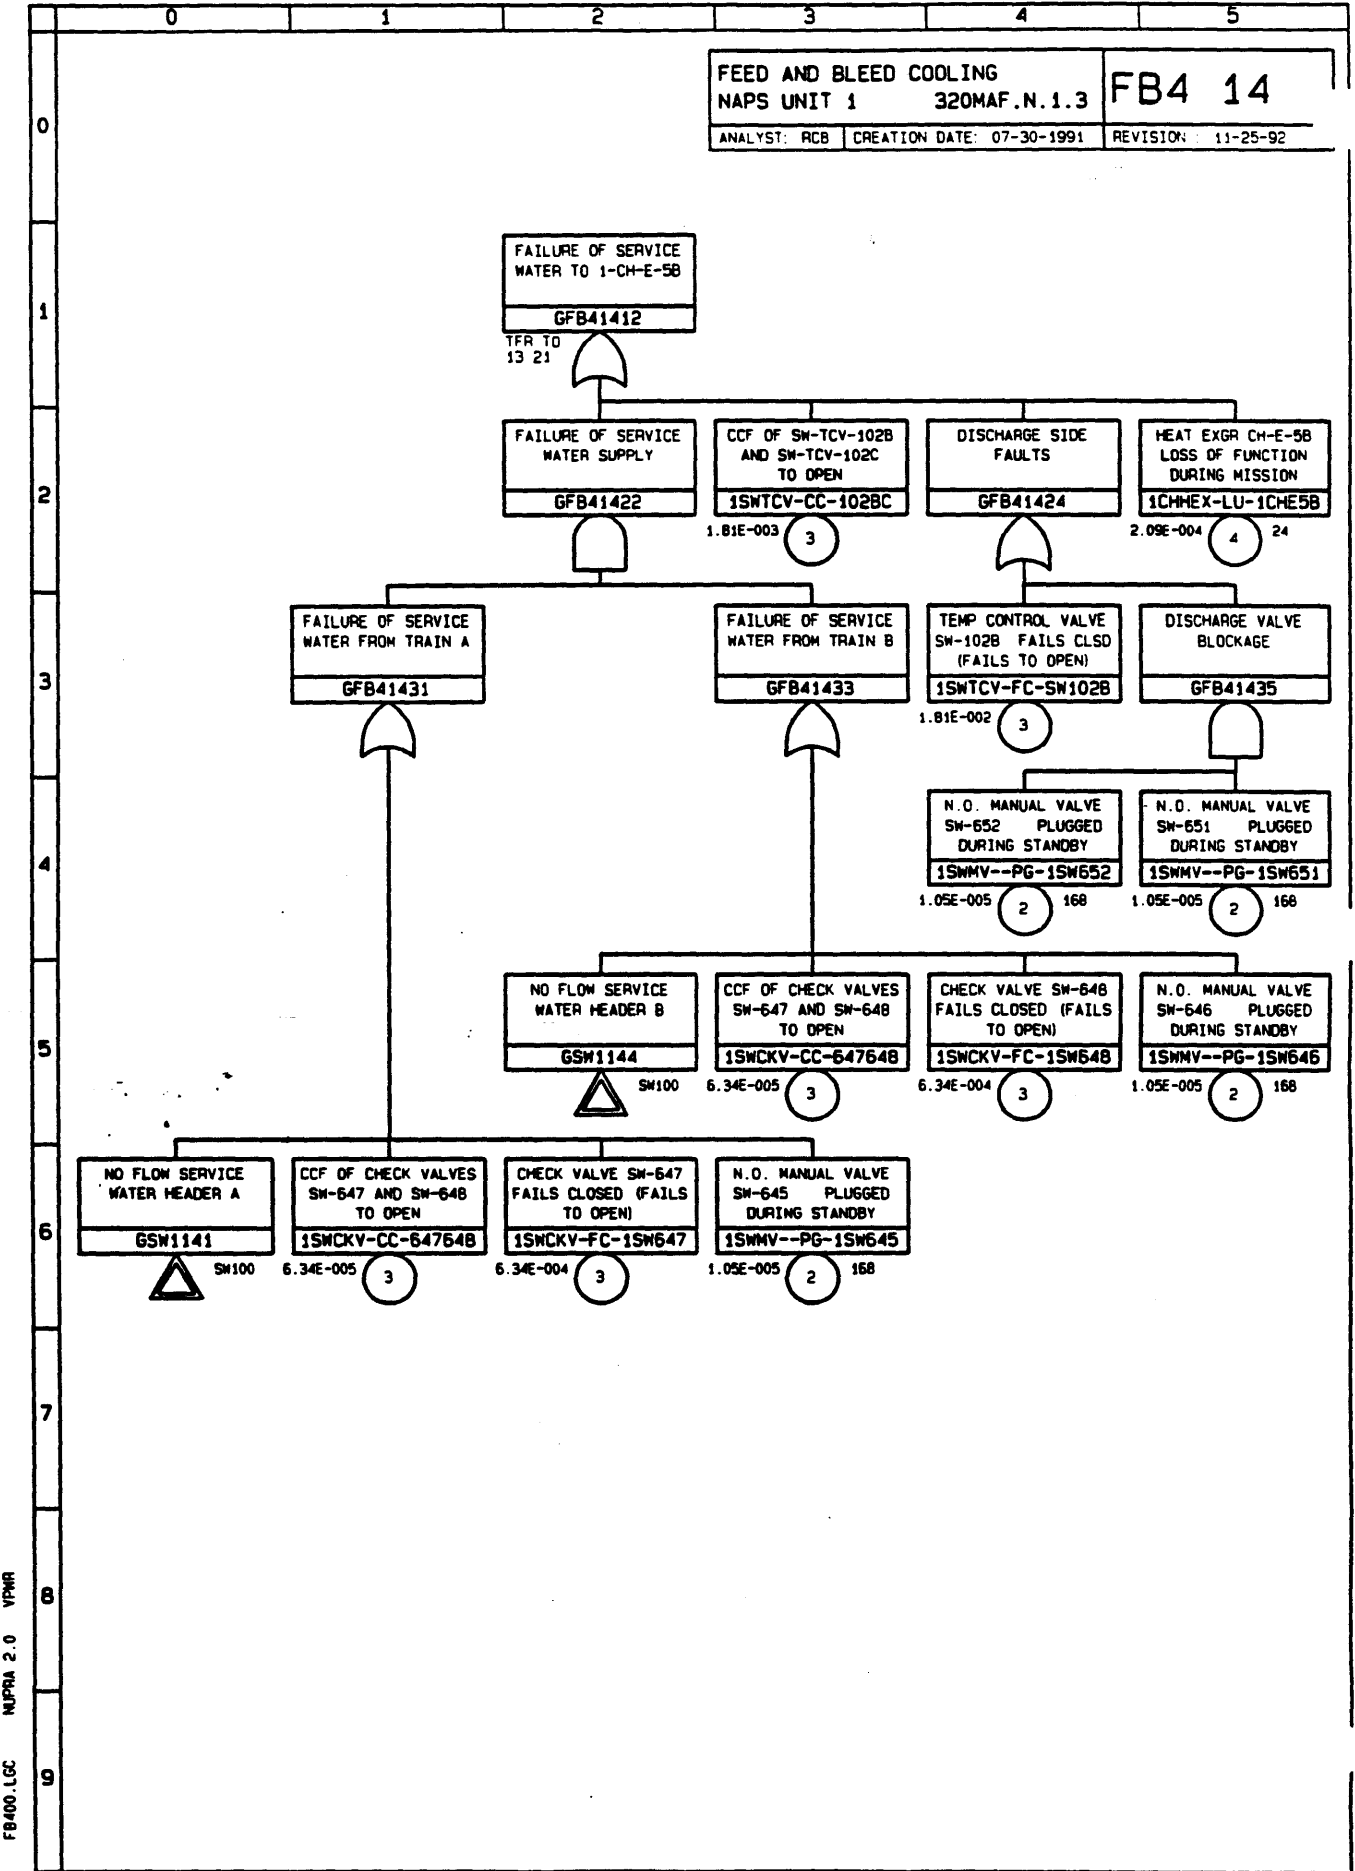 0 1 2 3 4 5
FEED AND BLEED COOLING
NAPS UNIT 1 320MAF.N.1.3
FB4 14
ANALYST: RCB CREATION DATE: 07-30-1991 REVISION : 11-25-92
0
FAILURE OF SERVICE
WATER TO 1-CH-E-5B
GFB41412
TFR TO
13 21
1
FAILURE OF SERVICE
WATER SUPPLY
GFB41422
CCF OF SW-TCV-102B
AND SW-TCV-102C
TO OPEN
1SWTCV-CC-102BC
1.81E-003 3
DISCHARGE SIDE
FAULTS
GFB41424
HEAT EXGR CH-E-5B
LOSS OF FUNCTION
DURING MISSION
1CHHEX-LU-1CHE5B
2.09E-004 4 24
2
FAILURE OF SERVICE
WATER FROM TRAIN A
GFB41431
FAILURE OF SERVICE
WATER FROM TRAIN B
GFB41433
TEMP CONTROL VALVE
SW-102B FAILS CLSD
(FAILS TO OPEN)
1SWTCV-FC-SW102B
1.81E-002 3
DISCHARGE VALVE
BLOCKAGE
GFB41435
3
N.O. MANUAL VALVE
SW-652 PLUGGED
DURING STANDBY
1SWMV--PG-1SW652
1.05E-005 2 168
N.O. MANUAL VALVE
SW-651 PLUGGED
DURING STANDBY
1SWMV--PG-1SW651
1.05E-005 2 168
4
NO FLOW SERVICE
WATER HEADER B
GSW1144
SW100
CCF OF CHECK VALVES
SW-647 AND SW-648
TO OPEN
1SWCKV-CC-647648
6.34E-005 3
CHECK VALVE SW-648
FAILS CLOSED (FAILS
TO OPEN)
1SWCKV-FC-1SW648
6.34E-004 3
N.O. MANUAL VALVE
SW-646 PLUGGED
DURING STANDBY
1SWMV--PG-1SW646
1.05E-005 2 168
5
NO FLOW SERVICE
WATER HEADER A
GSW1141
SW100
CCF OF CHECK VALVES
SW-647 AND SW-648
TO OPEN
1SWCKV-CC-647648
6.34E-005 3
CHECK VALVE SW-647
FAILS CLOSED (FAILS
TO OPEN)
1SWCKV-FC-1SW647
6.34E-004 3
N.O. MANUAL VALVE
SW-645 PLUGGED
DURING STANDBY
1SWMV--PG-1SW645
1.05E-005 2 168
6
7
8
9
FB400.LGC NUPRA 2.0 VPWR